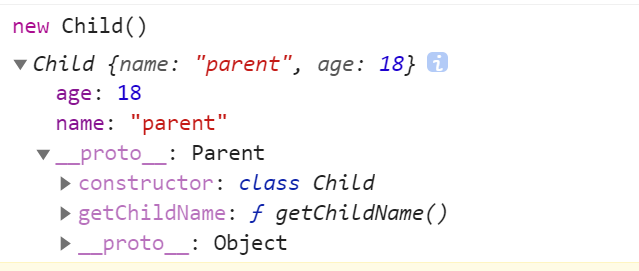 new Child()
Child {name: "parent", age: 18} i
age: 18
name: "parent"
__proto__: Parent
constructor: class Child
getChildName: ƒ getChildName()
__proto__: Object